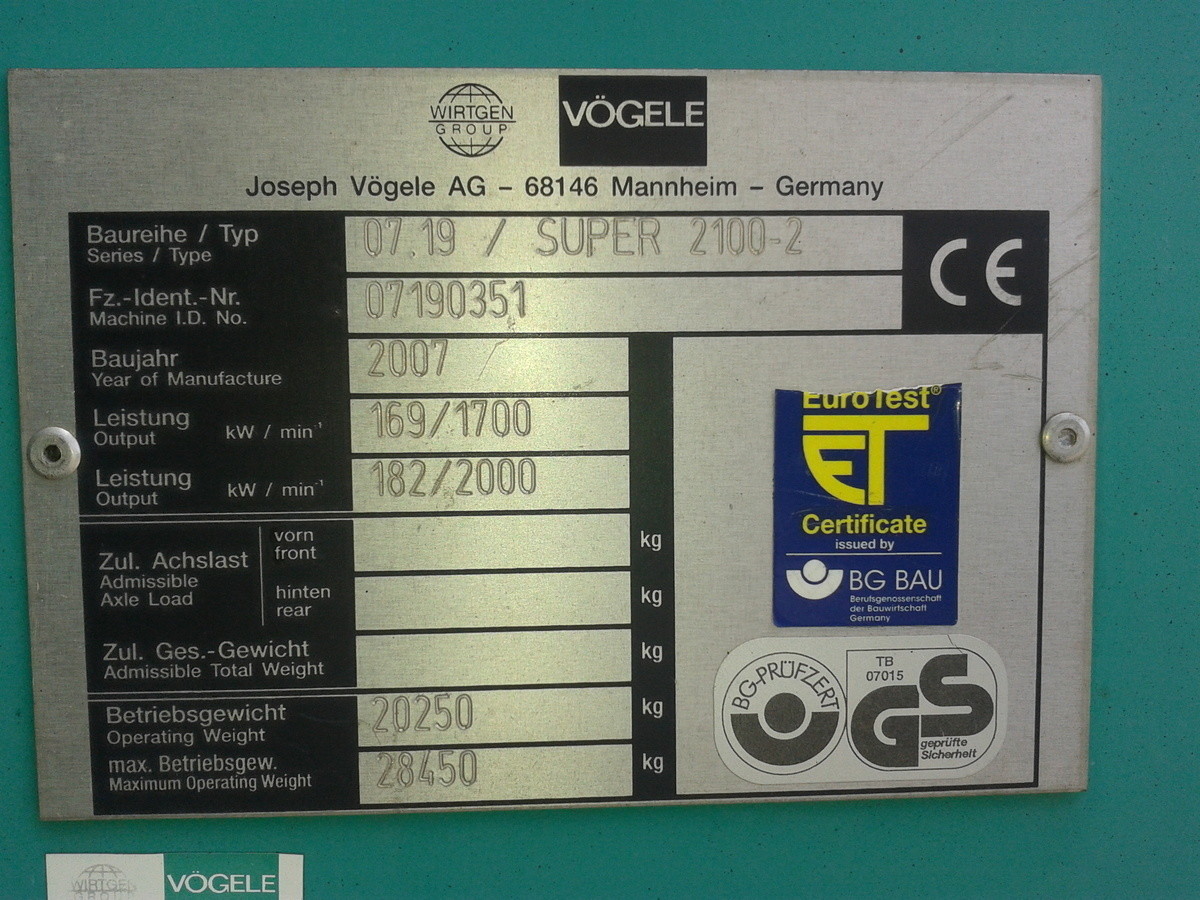 WIRTGEN
GROUP
VÖGELE
Joseph Vögele AG – 68146 Mannheim – Germany
Baureihe / Typ
Series / Type
07.19 / SUPER 2100-2
CE
Fz.-Ident.-Nr.
Machine I.D. No.
07190351
Baujahr
Year of Manufacture
2007
Leistung
Output
kW / min⁻¹
169/1700
Leistung
Output
kW / min⁻¹
182/2000
Zul. Achslast
Admissible
Axle Load
vorn
front
kg
hinten
rear
kg
Zul. Ges.-Gewicht
Admissible Total Weight
kg
Betriebsgewicht
Operating Weight
20250
kg
max. Betriebsgew.
Maximum Operating Weight
28450
kg
EuroTest®
ET
Certificate
issued by
BG BAU
Berufsgenossenschaft
der Bauwirtschaft
Germany
BG-PRÜFZERT
TB
07015
GS
geprüfte
Sicherheit
WIRTGEN
GROUP
VÖGELE